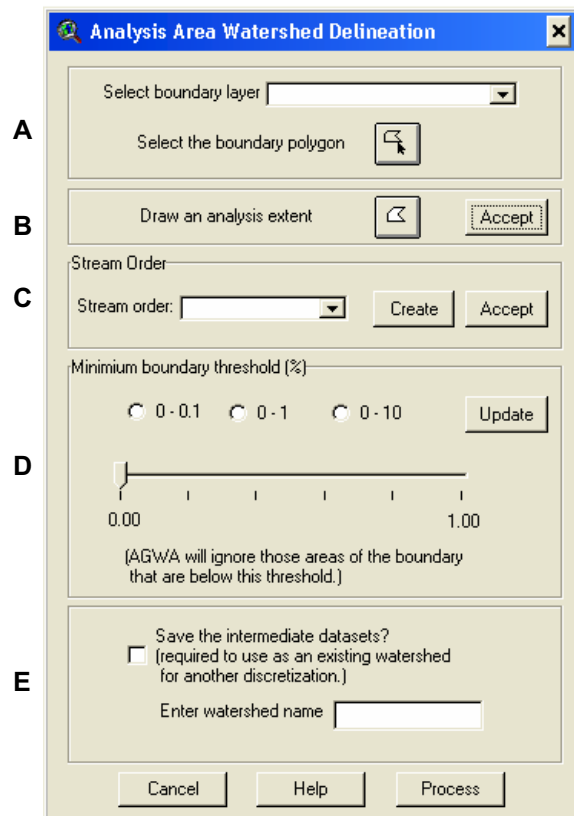 Analysis Area Watershed Delineation
Select boundary layer
A
Select the boundary polygon
B
Draw an analysis extent
Accept
Stream Order
C
Stream order:
Create
Accept
Minimum boundary threshold (%)
0 - 0.1
0 - 1
0 - 10
Update
D
0.00
1.00
(AGWA will ignore those areas of the boundary
that are below this threshold.)
Save the intermediate datasets?
(required to use as an existing watershed
for another discretization.)
E
Enter watershed name
Cancel
Help
Process